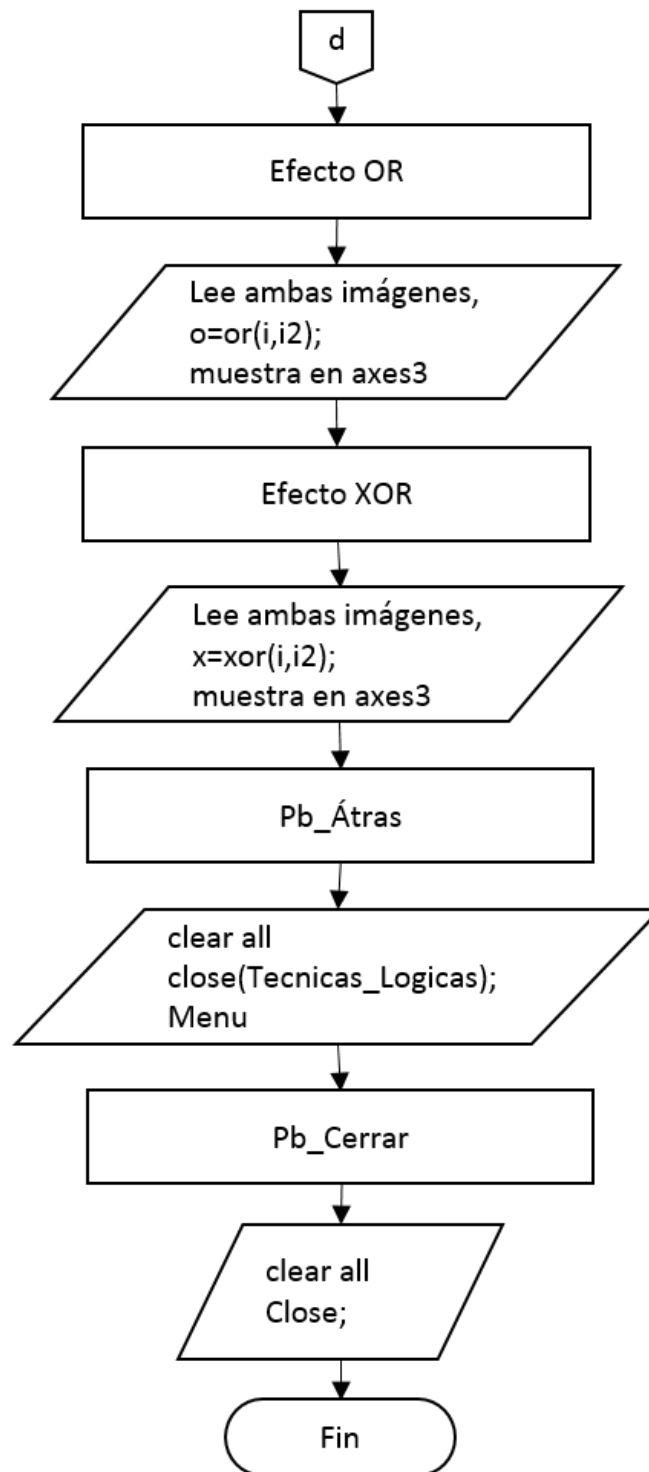 d
Efecto OR
Lee ambas imágenes,
o=or(i,i2);
muestra en axes3
Efecto XOR
Lee ambas imágenes,
x=xor(i,i2);
muestra en axes3
Pb_Átras
clear all
close(Tecnicas_Logicas);
Menu
Pb_Cerrar
clear all
Close;
Fin